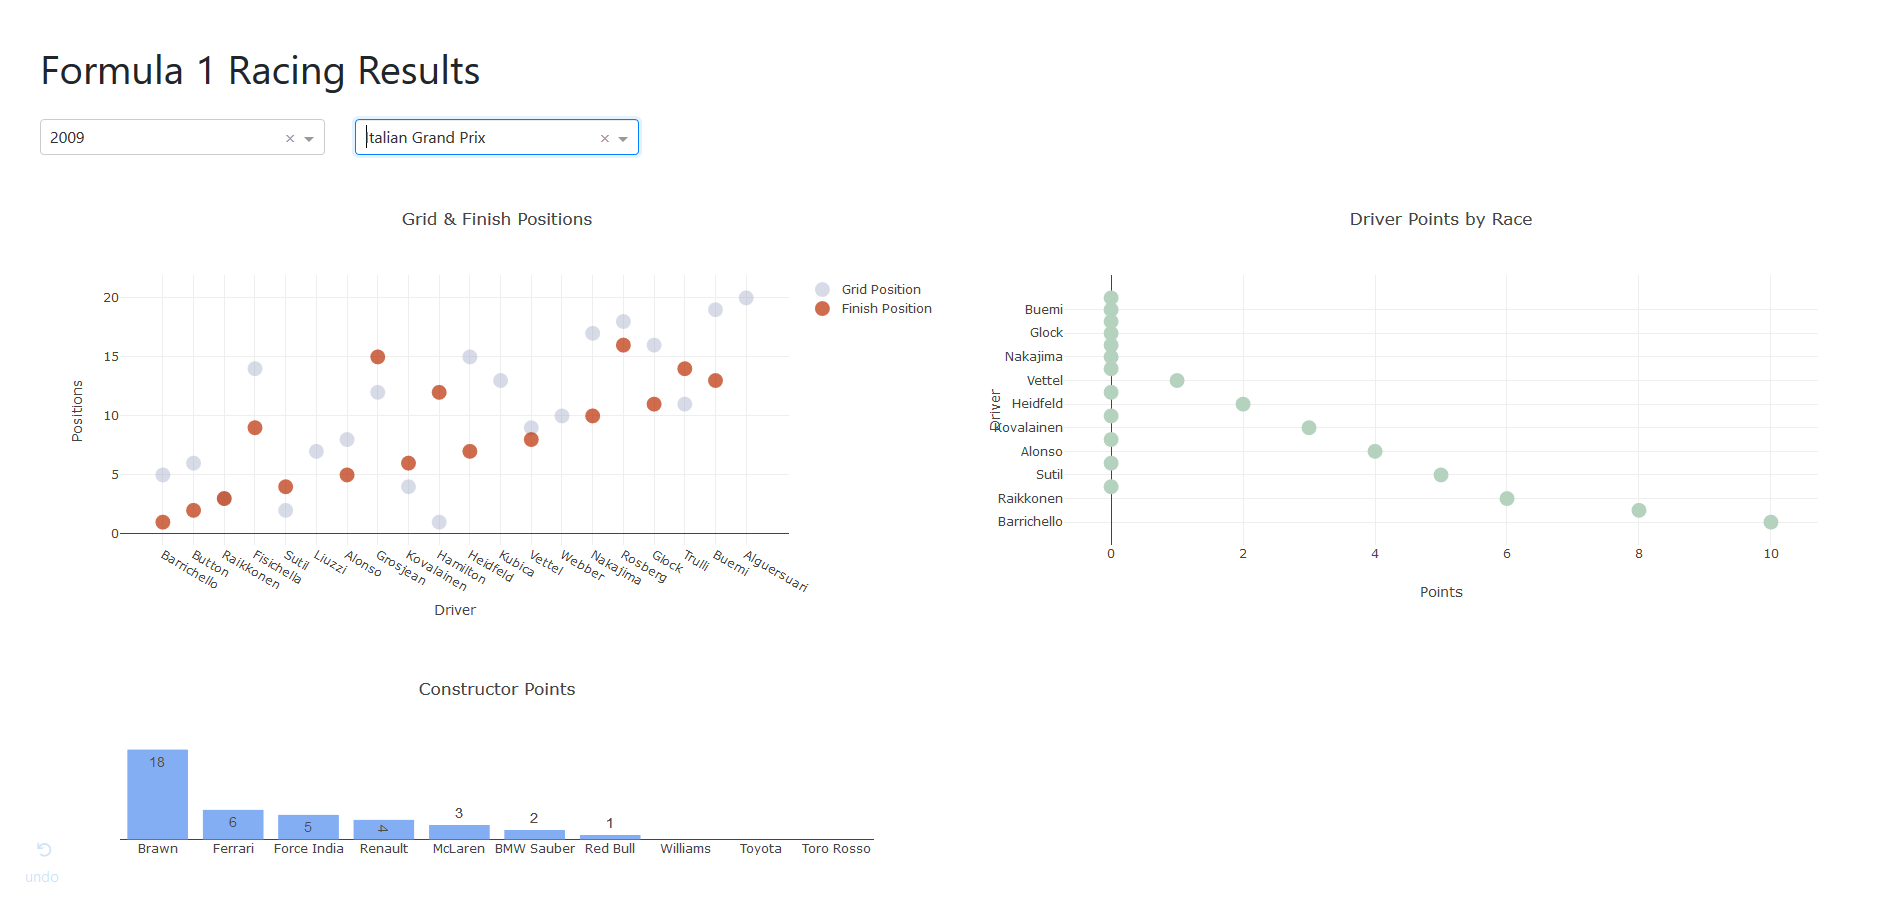 Formula 1 Racing Results
2009 ×
Italian Grand Prix ×
Grid & Finish Positions
Grid Position
Finish Position
20
15
10
5
0
Positions
Barrichello
Button
Raikkonen
Fisichella
Sutil
Liuzzi
Alonso
Grosjean
Kovalainen
Hamilton
Heidfeld
Kubica
Vettel
Webber
Nakajima
Rosberg
Glock
Trulli
Buemi
Alguersuari
Driver
Driver Points by Race
Buemi
Glock
Nakajima
Vettel
Heidfeld
Kovalainen
Alonso
Sutil
Raikkonen
Barrichello
Driver
0 2 4 6 8 10
Points
Constructor Points
18 6 5 4 3 2 1
Brawn Ferrari Force India Renault McLaren BMW Sauber Red Bull Williams Toyota Toro Rosso
undo